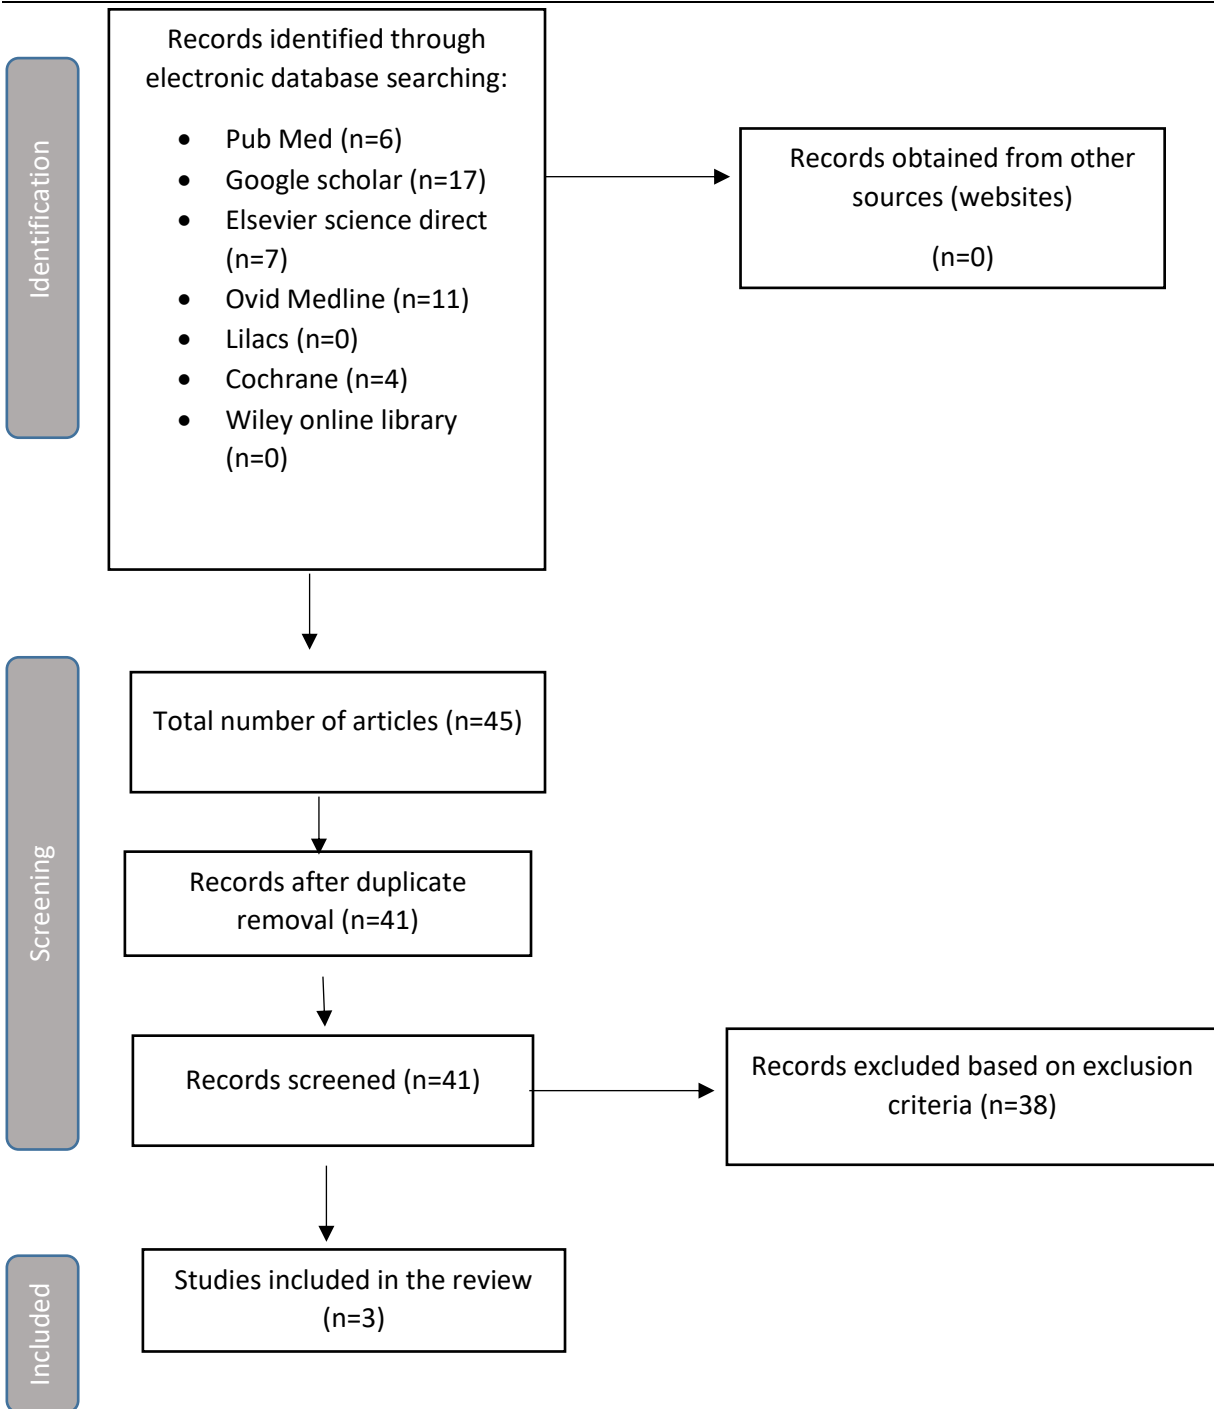 Identification
Records identified through
electronic database searching:
• Pub Med (n=6)
• Google scholar (n=17)
• Elsevier science direct
(n=7)
• Ovid Medline (n=11)
• Lilacs (n=0)
• Cochrane (n=4)
• Wiley online library
(n=0)
Records obtained from other
sources (websites)
(n=0)
Screening
Total number of articles (n=45)
Records after duplicate
removal (n=41)
Records screened (n=41)
Records excluded based on exclusion
criteria (n=38)
Included
Studies included in the review
(n=3)